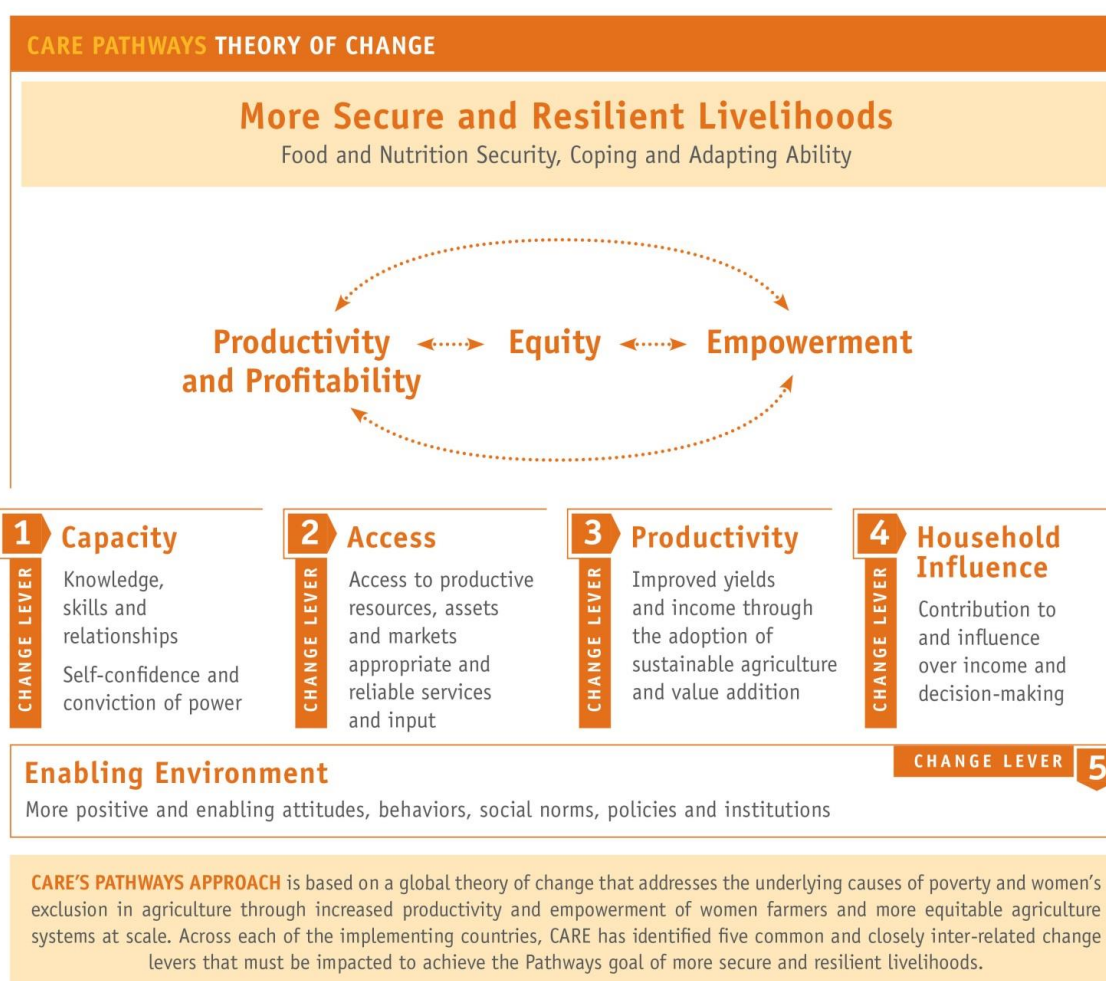 CARE PATHWAYS THEORY OF CHANGE
More Secure and Resilient Livelihoods
Food and Nutrition Security, Coping and Adapting Ability
Productivity
and Profitability
Equity
Empowerment
1
CHANGE LEVER
Capacity
Knowledge,
skills and
relationships
Self-confidence and
conviction of power
2
CHANGE LEVER
Access
Access to productive
resources, assets
and markets
appropriate and
reliable services
and input
3
CHANGE LEVER
Productivity
Improved yields
and income through
the adoption of
sustainable agriculture
and value addition
4
CHANGE LEVER
Household
Influence
Contribution to
and influence
over income and
decision-making
Enabling Environment
CHANGE LEVER 5
More positive and enabling attitudes, behaviors, social norms, policies and institutions
CARE'S PATHWAYS APPROACH is based on a global theory of change that addresses the underlying causes of poverty and women's
exclusion in agriculture through increased productivity and empowerment of women farmers and more equitable agriculture
systems at scale. Across each of the implementing countries, CARE has identified five common and closely inter-related change
levers that must be impacted to achieve the Pathways goal of more secure and resilient livelihoods.